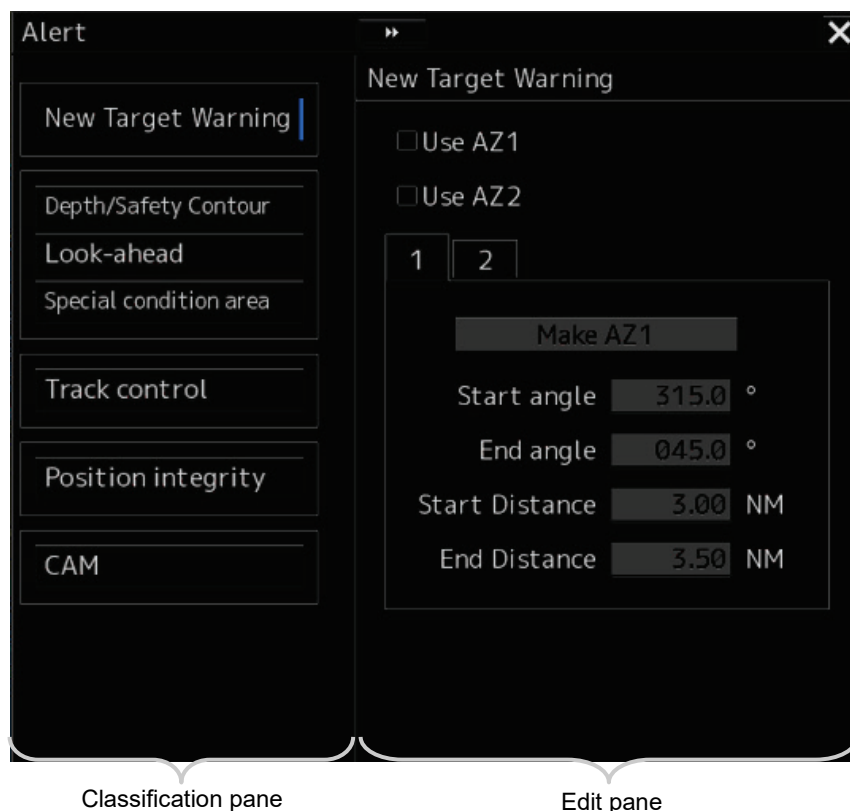 Alert
New Target Warning
Depth/Safety Contour
Look-ahead
Special condition area
Track control
Position integrity
CAM
New Target Warning
Use AZ1
Use AZ2
1 2
Make AZ1
Start angle 315.0 °
End angle 045.0 °
Start Distance 3.00 NM
End Distance 3.50 NM
Classification pane
Edit pane